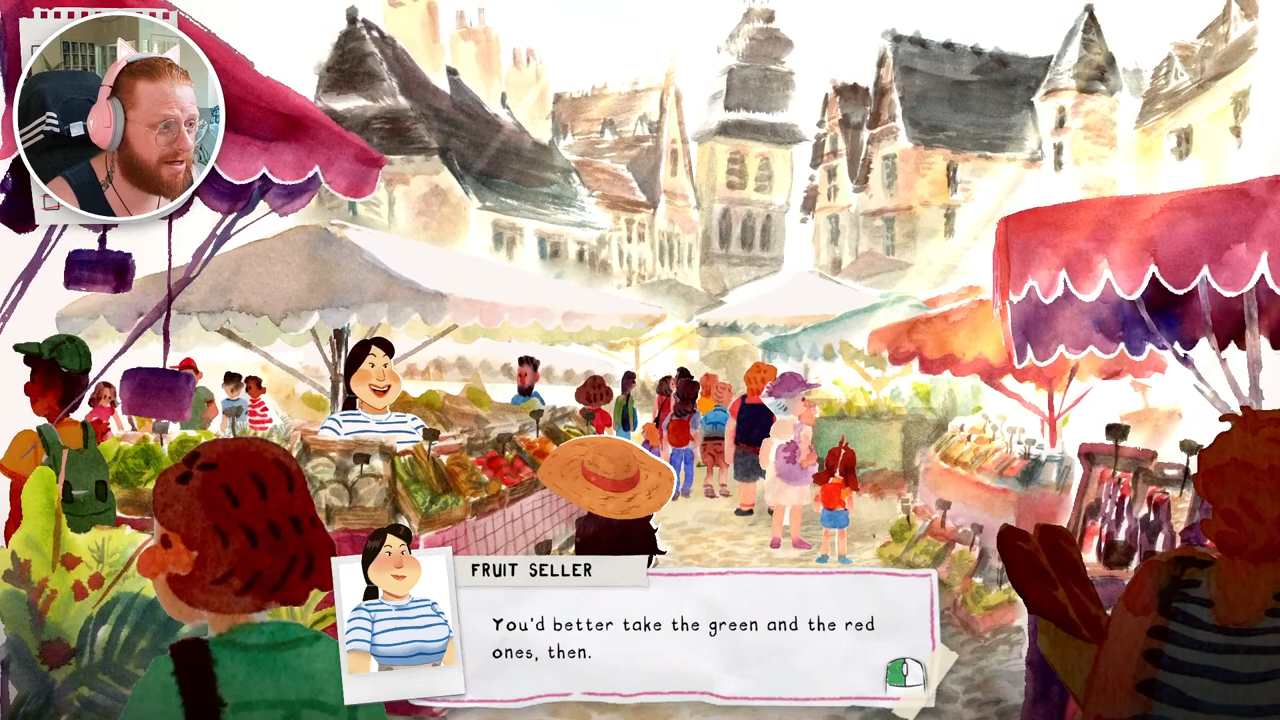 FRUIT SELLER
You'd better take the green and the red
ones, then.